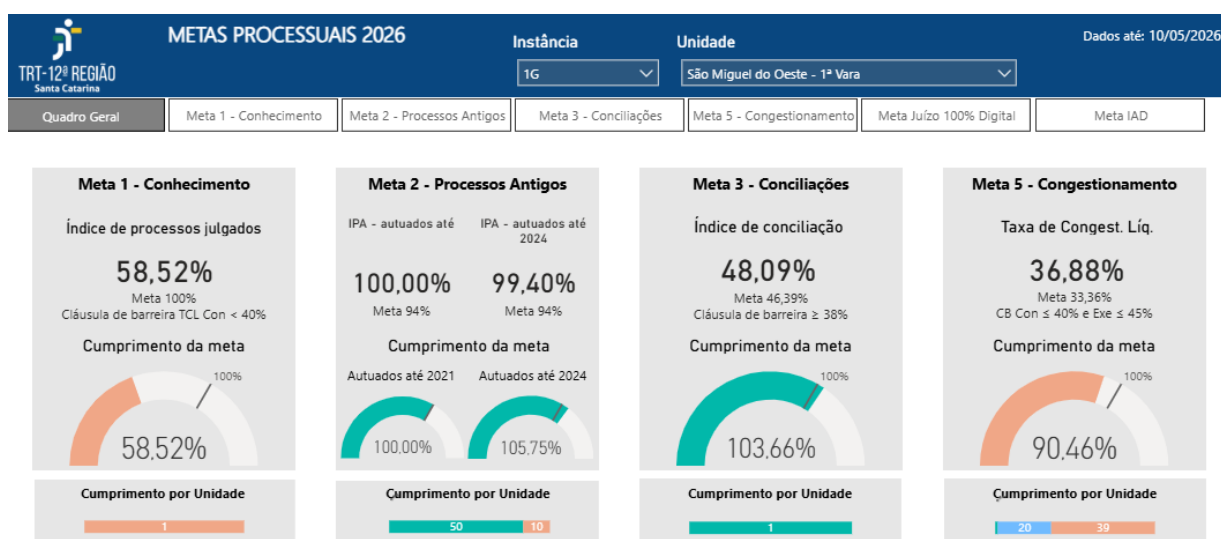 METAS PROCESSUAIS 2026
Instância
Unidade
Dados até: 10/05/2026
TRT-12ª REGIÃO
Santa Catarina
1G
São Miguel do Oeste - 1ª Vara
Quadro Geral
Meta 1 - Conhecimento
Meta 2 - Processos Antigos
Meta 3 - Conciliações
Meta 5 - Congestionamento
Meta Juízo 100% Digital
Meta IAD
Meta 1 - Conhecimento
Índice de processos julgados
58,52%
Meta 100%
Cláusula de barreira TCL Con < 40%
Cumprimento da meta
100%
58,52%
Cumprimento por Unidade
1
Meta 2 - Processos Antigos
IPA - autuados até
IPA - autuados até
2024
100,00%
99,40%
Meta 94%
Meta 94%
Cumprimento da meta
Autuados até 2021
Autuados até 2024
100,00%
105,75%
Cumprimento por Unidade
50
10
Meta 3 - Conciliações
Índice de conciliação
48,09%
Meta 46,39%
Cláusula de barreira ≥ 38%
Cumprimento da meta
100%
103,66%
Cumprimento por Unidade
1
Meta 5 - Congestionamento
Taxa de Congest. Líq.
36,88%
Meta 33,36%
CB Con ≤ 40% e Exe ≤ 45%
Cumprimento da meta
100%
90,46%
Cumprimento por Unidade
20
39